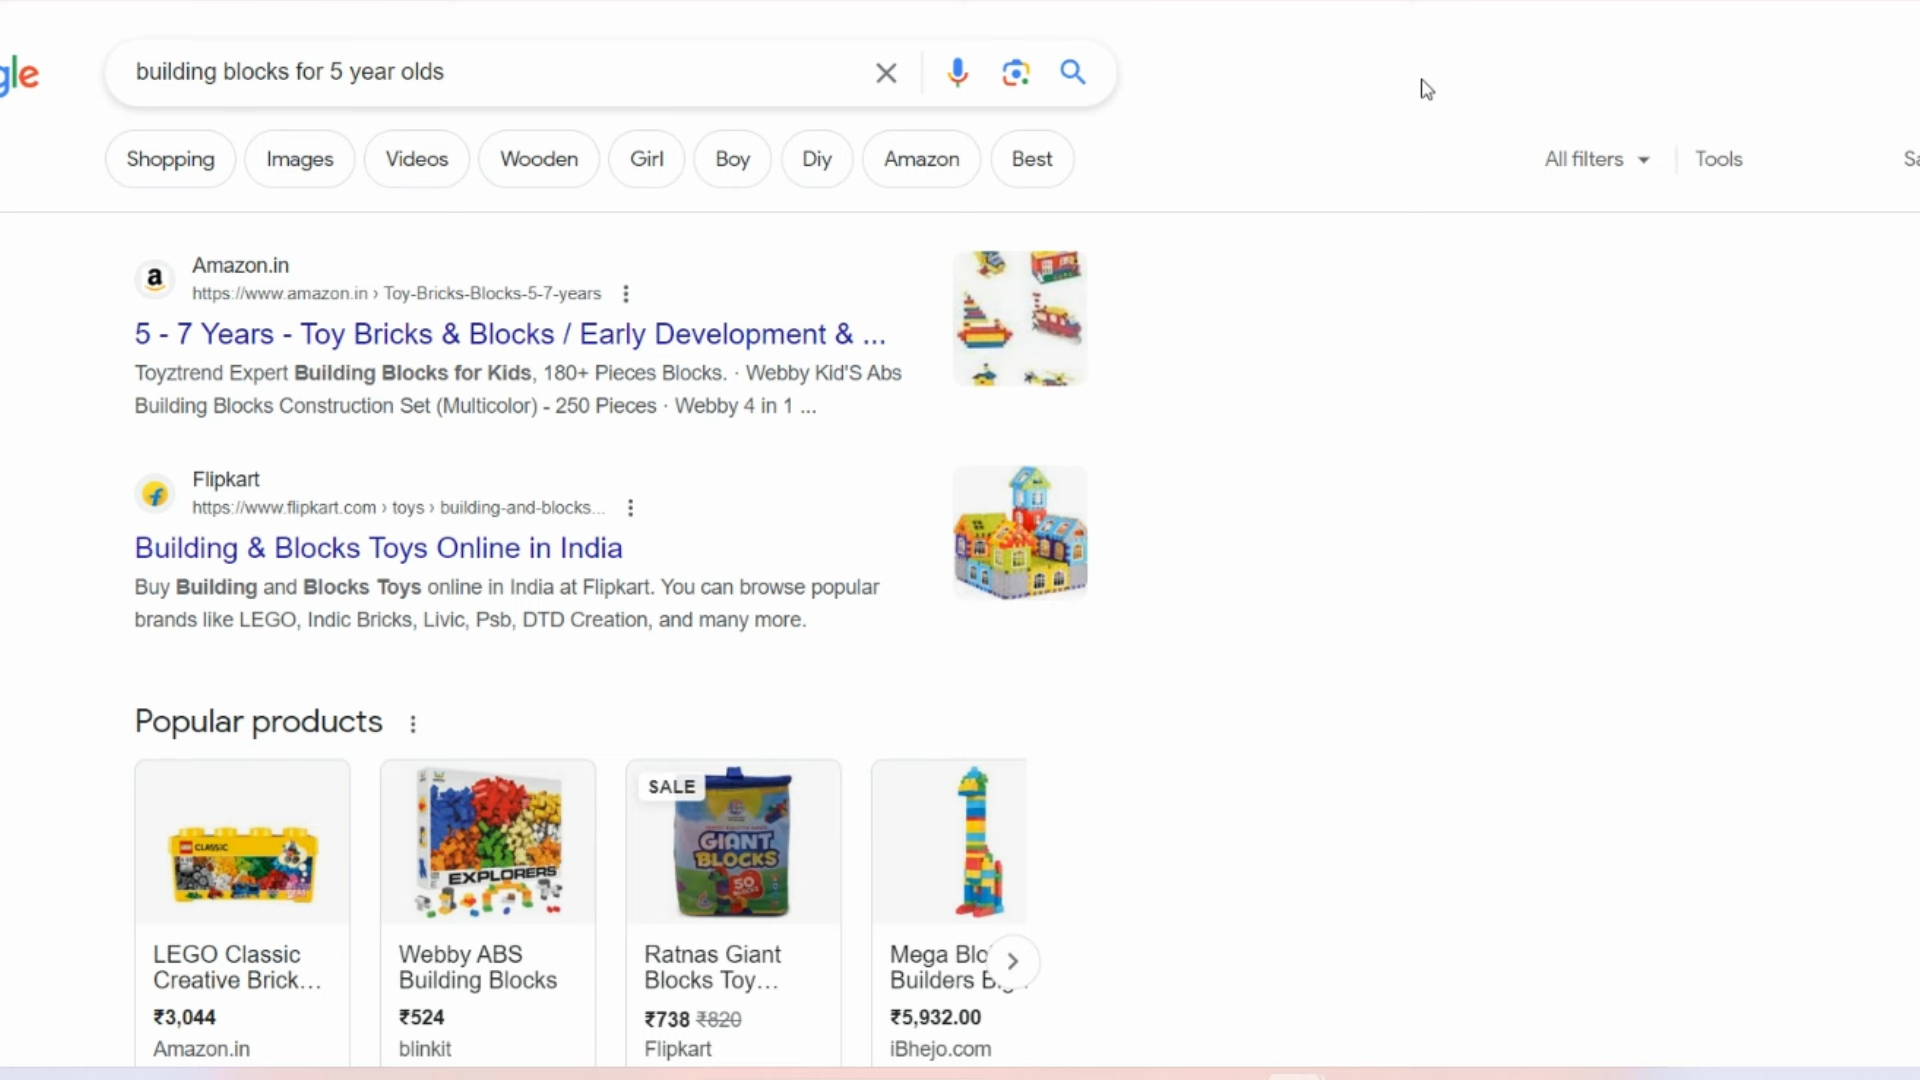 gle
building blocks for 5 year olds
Shopping Images Videos Wooden Girl Boy Diy Amazon Best All filters Tools Sa
a
Amazon.in
https://www.amazon.in › Toy-Bricks-Blocks-5-7-years
5 - 7 Years - Toy Bricks & Blocks / Early Development & ...
Toyztrend Expert Building Blocks for Kids, 180+ Pieces Blocks. · Webby Kid'S Abs
Building Blocks Construction Set (Multicolor) - 250 Pieces · Webby 4 in 1 ...
Flipkart
https://www.flipkart.com › toys › building-and-blocks...
Building & Blocks Toys Online in India
Buy Building and Blocks Toys online in India at Flipkart. You can browse popular
brands like LEGO, Indic Bricks, Livic, Psb, DTD Creation, and many more.
Popular products
CLASSIC
LEGO Classic
Creative Brick...
₹3,044
Amazon.in
EXPLORERS
Webby ABS
Building Blocks
₹524
blinkit
SALE
GIANT
BLOCKS
50
Ratnas Giant
Blocks Toy...
₹738 ₹820
Flipkart
Mega Blo
Builders B
₹5,932.00
iBhejo.com